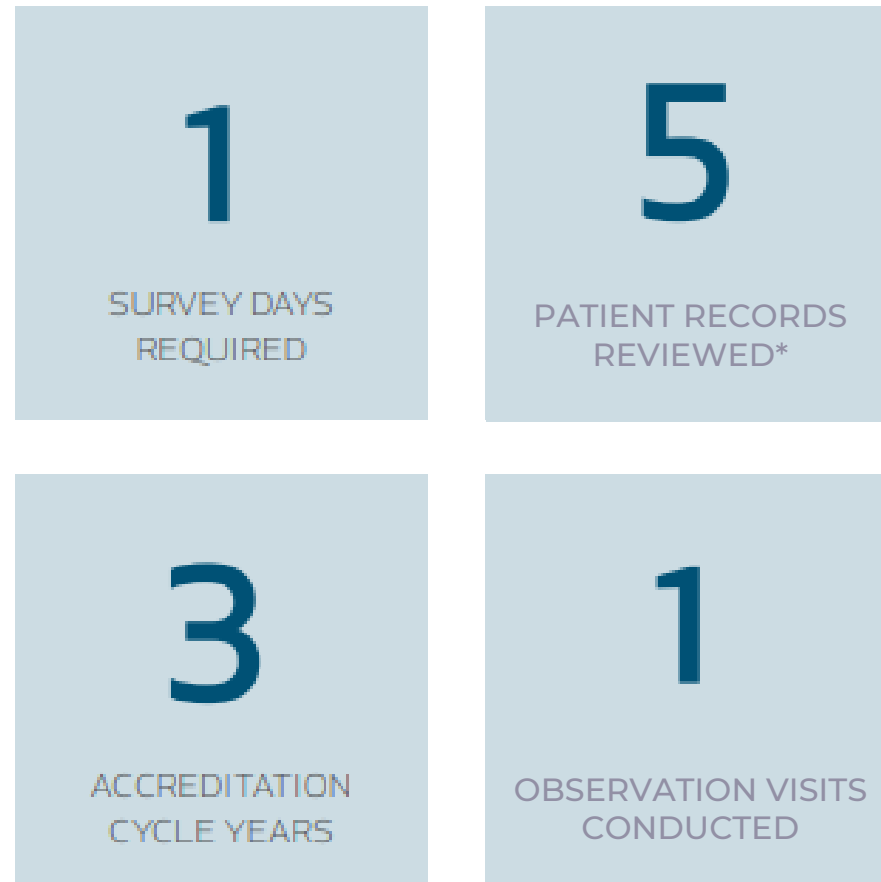 1
SURVEY DAYS
REQUIRED
5
PATIENT RECORDS
REVIEWED*
3
ACCREDITATION
CYCLE YEARS
1
OBSERVATION VISITS
CONDUCTED